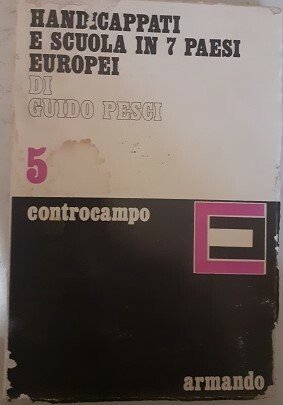 HANDICAPPATI
E SCUOLA IN 7 PAESI
EUROPEI
DI
GUIDO PESCI
5
controcampo
armando